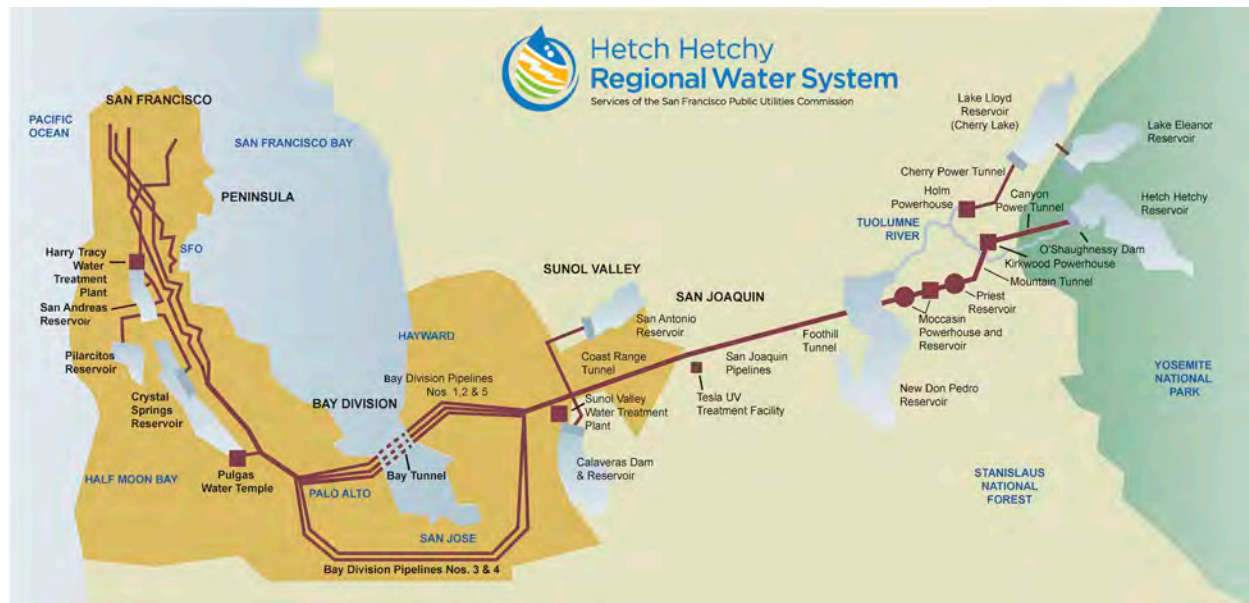 Hetch Hetchy
Regional Water System
Services of the San Francisco Public Utilities Commission
SAN FRANCISCO
PACIFIC
OCEAN
SAN FRANCISCO BAY
PENINSULA
SFO
Harry Tracy
Water
Treatment
Plant
San Andreas
Reservoir
Pilarcitos
Reservoir
Crystal
Springs
Reservoir
HALF MOON BAY
Pulgas
Water Temple
PALO ALTO
SAN JOSE
Bay Division Pipelines Nos. 3 & 4
Bay Tunnel
BAY DIVISION
Bay Division Pipelines
Nos. 1,2 & 5
HAYWARD
SUNOL VALLEY
San Antonio
Reservoir
Coast Range
Tunnel
Sunol Valley
Water Treatment
Plant
Calaveras Dam
& Reservoir
SAN JOAQUIN
San Joaquin
Pipelines
Tesla UV
Treatment Facility
Foothill
Tunnel
New Don Pedro
Reservoir
Moccasin
Powerhouse and
Reservoir
Priest
Reservoir
Mountain Tunnel
Kirkwood Powerhouse
O'Shaughnessy Dam
Canyon
Power Tunnel
TUOLUMNE
RIVER
Holm
Powerhouse
Cherry Power Tunnel
Lake Lloyd
Reservoir
(Cherry Lake)
Lake Eleanor
Reservoir
Hetch Hetchy
Reservoir
YOSEMITE
NATIONAL
PARK
STANISLAUS
NATIONAL
FOREST